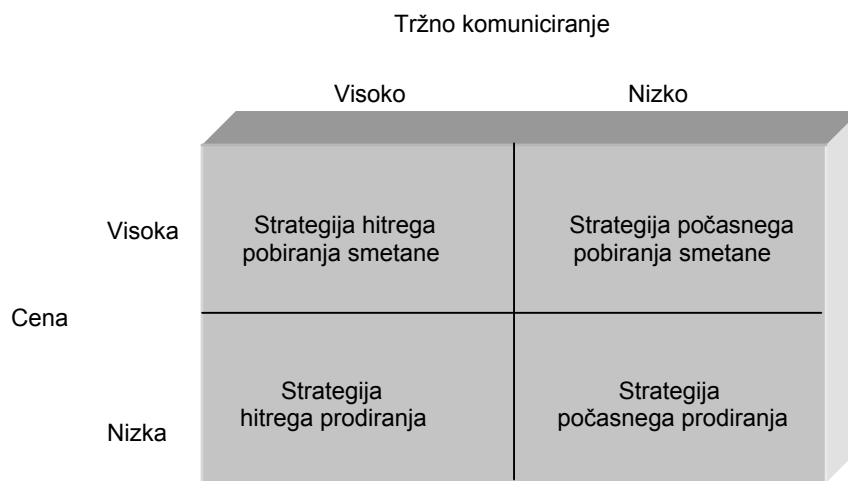 Tržno komuniciranje
Visoko Nizko
Visoka
Strategija hitrega
pobiranja smetane
Strategija počasnega
pobiranja smetane
Cena
Nizka
Strategija
hitrega prodiranja
Strategija
počasnega prodiranja